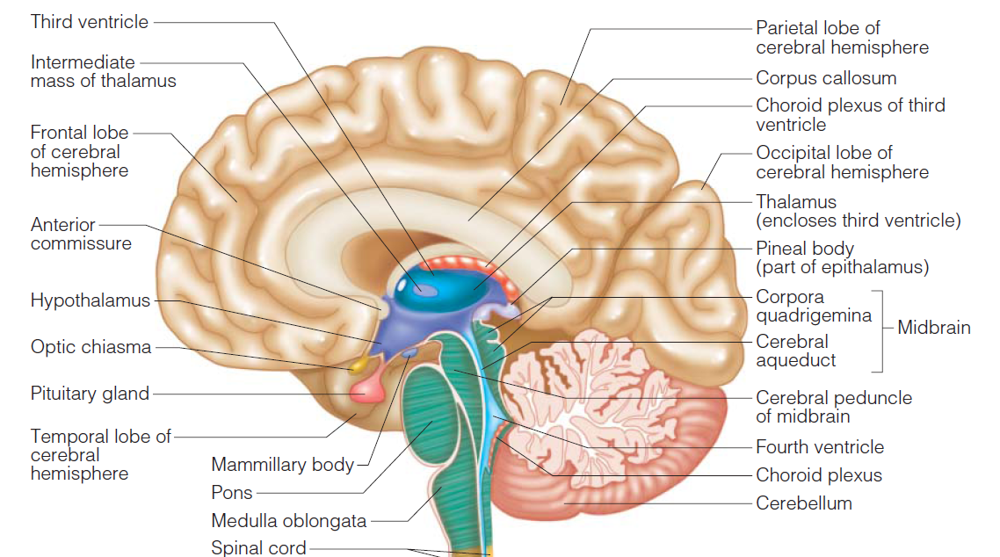 Third ventricle
Intermediate
mass of thalamus
Frontal lobe
of cerebral
hemisphere
Anterior
commissure
Hypothalamus
Optic chiasma
Pituitary gland
Temporal lobe of
cerebral
hemisphere
Mammillary body
Pons
Medulla oblongata
Spinal cord
Parietal lobe of
cerebral hemisphere
Corpus callosum
Choroid plexus of third
ventricle
Occipital lobe of
cerebral hemisphere
Thalamus
(encloses third ventricle)
Pineal body
(part of epithalamus)
Corpora
quadrigemina
Midbrain
Cerebral
aqueduct
Cerebral peduncle
of midbrain
Fourth ventricle
Choroid plexus
Cerebellum